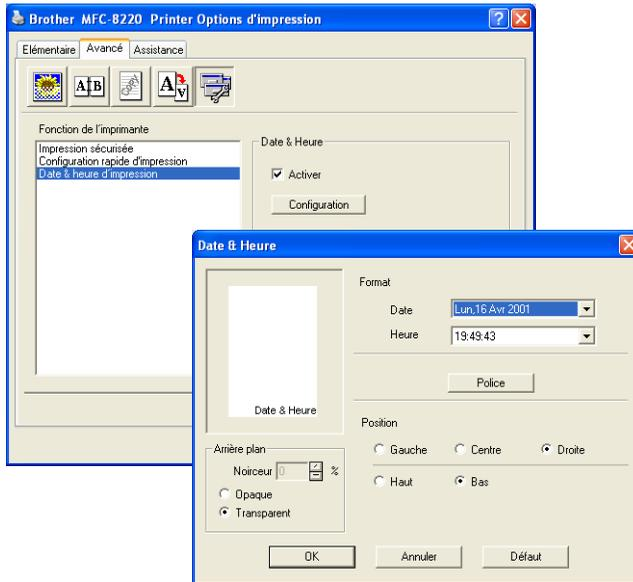 Brother MFC-8220 Printer Options d'impression
Elémentaire Avancé Assistance
A B
A V
Fonction de l'imprimante
Impression sécurisée
Configuration rapide d'impression
Date & heure d'impression
Date & Heure
Activer
Configuration
Date & Heure
Date & Heure
Format
Date Lun,16 Avr 2001
Heure 19:49:43
Police
Position
Gauche Centre Droite
Haut Bas
Arrière plan
Noirceur 0 %
Opaque
Transparent
OK Annuler Défaut